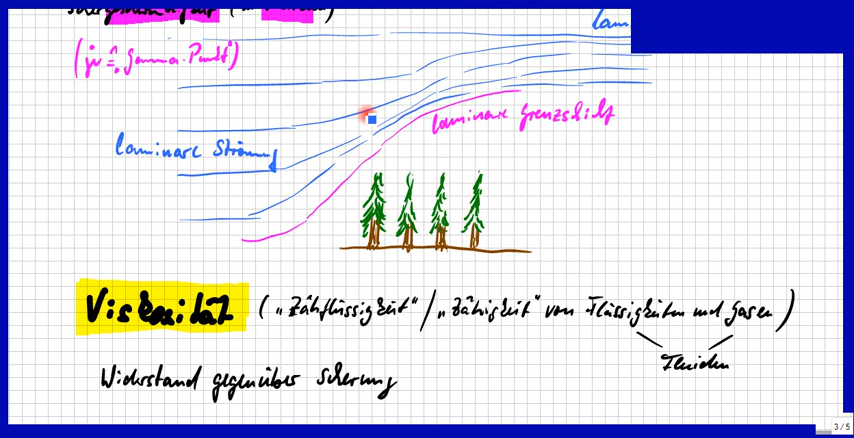 lam
(γ̇ ≙ „Gamma-Punkt“)
laminare Grenzschicht
laminare Strömung
Viskosität („Zähflüssigkeit“ / „Zähigkeit“ von Flüssigkeiten und Gasen)
Fluiden
Widerstand gegenüber Scherung
3 / 5